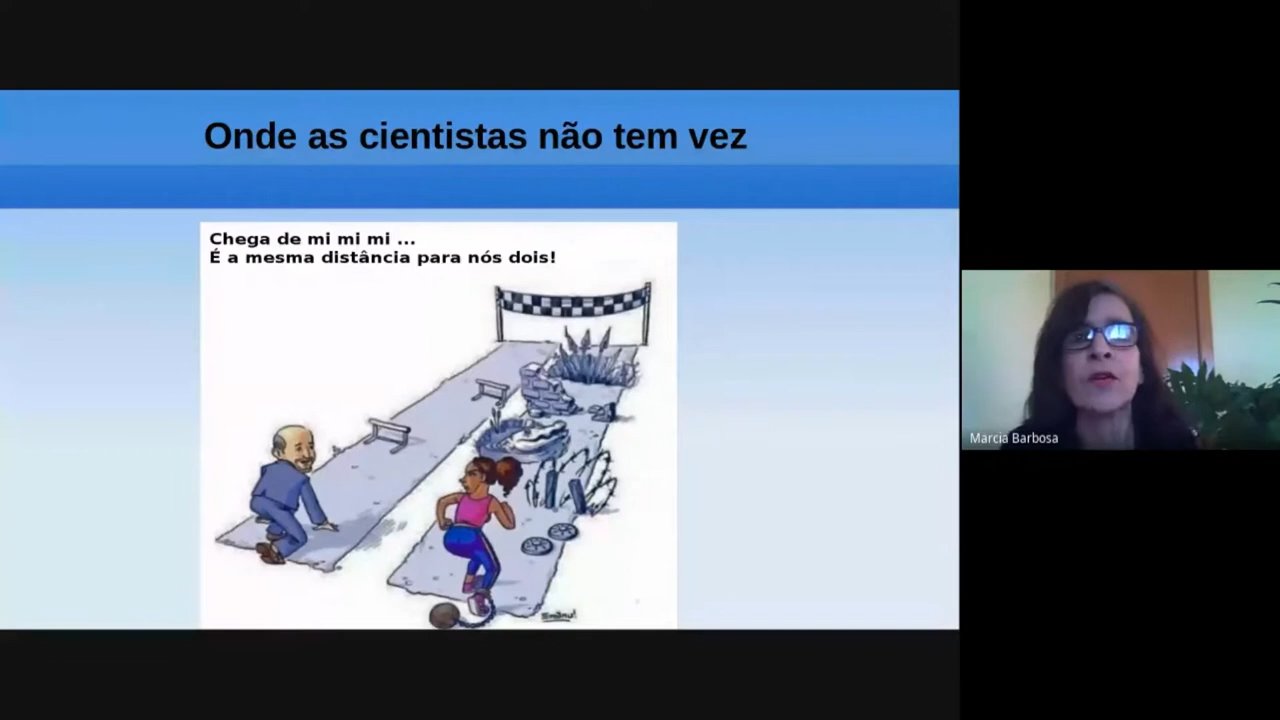 Onde as cientistas não tem vez
Chega de mi mi mi ...
É a mesma distância para nós dois!
Marcia Barbosa